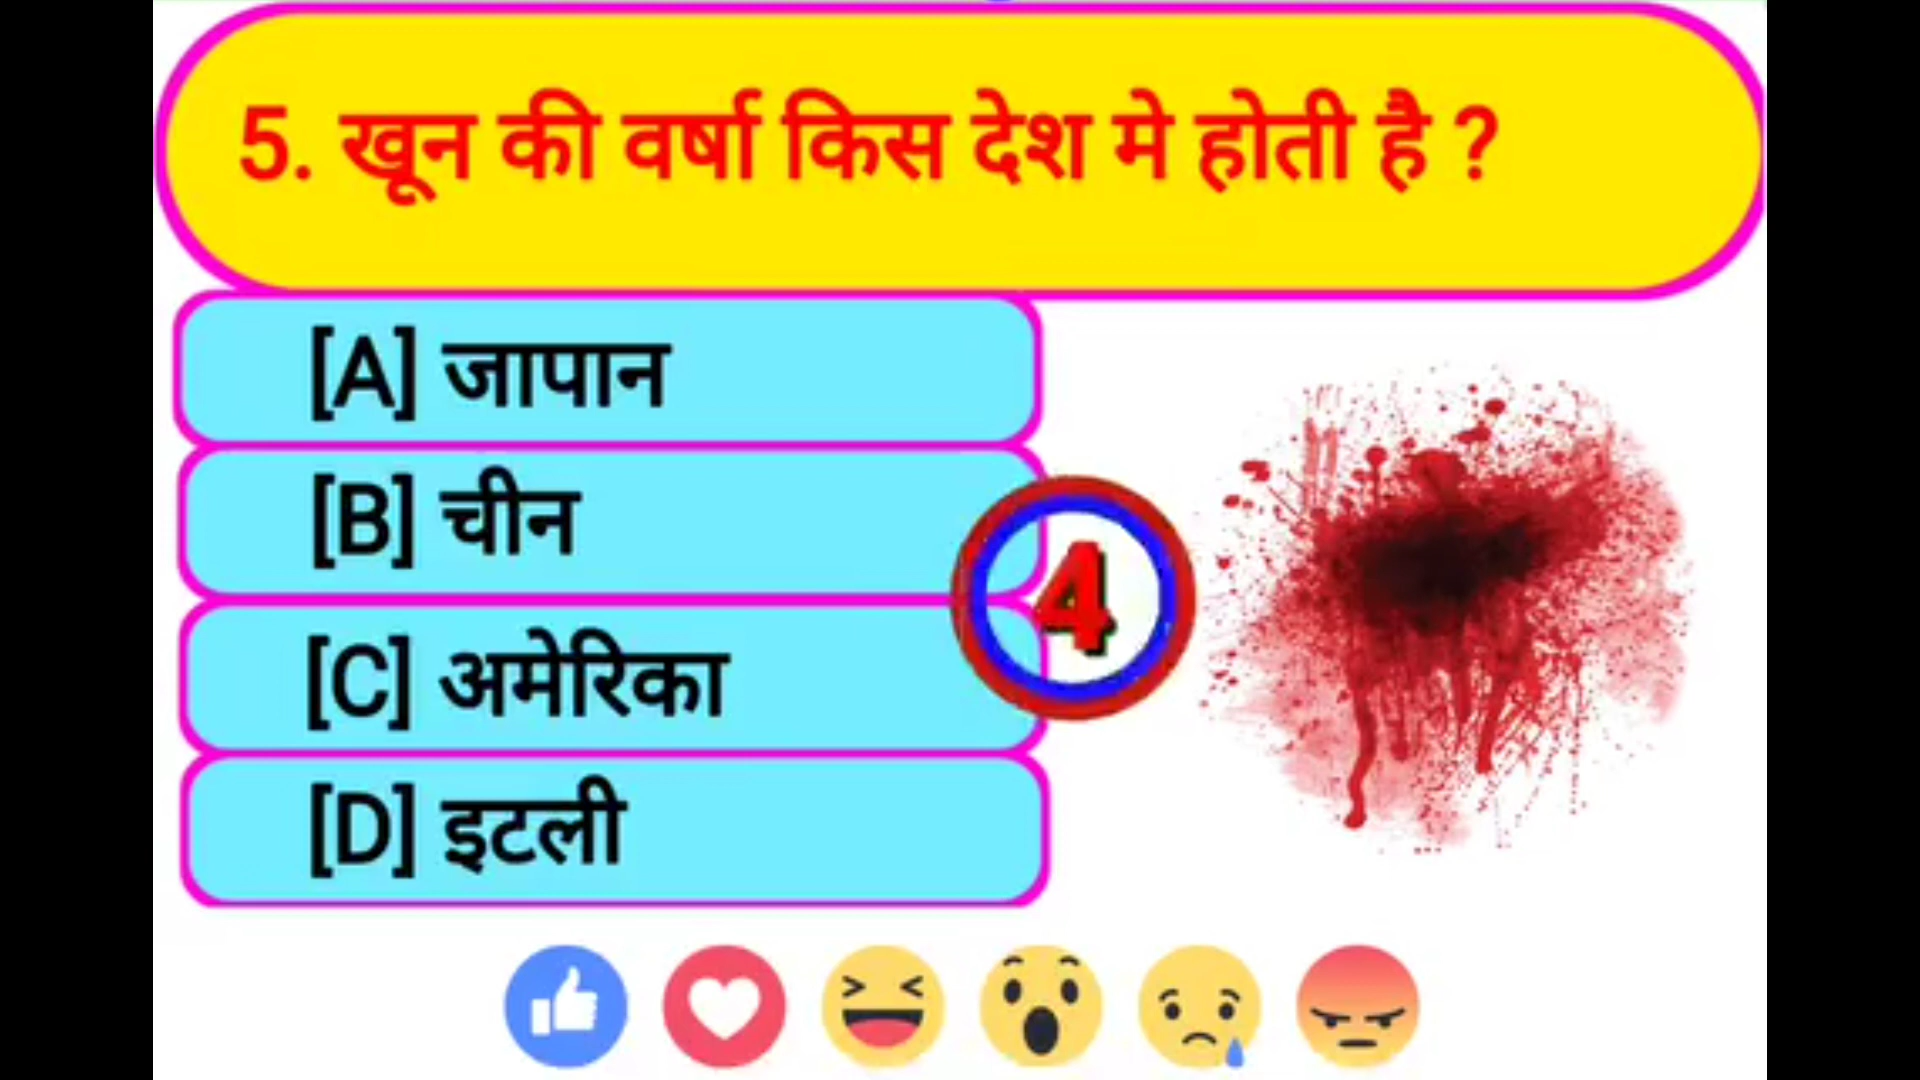 5. खून की वर्षा किस देश मे होती है ?
[A] जापान
[B] चीन
4
[C] अमेरिका
[D] इटली